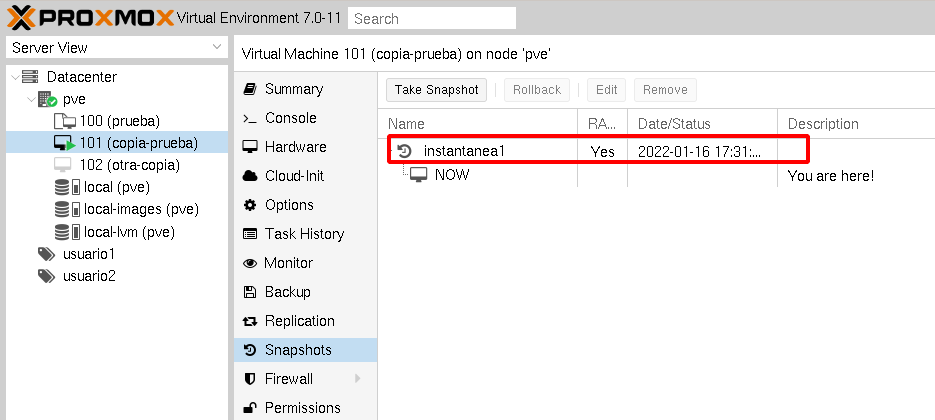 PROXMOX Virtual Environment 7.0-11 Search
Server View
Datacenter
pve
100 (prueba)
101 (copia-prueba)
102 (otra-copia)
local (pve)
local-images (pve)
local-lvm (pve)
usuario1
usuario2
Virtual Machine 101 (copia-prueba) on node 'pve'
Summary
Console
Hardware
Cloud-Init
Options
Task History
Monitor
Backup
Replication
Snapshots
Firewall
Permissions
Take Snapshot Rollback Edit Remove
Name RA... Date/Status Description
instantanea1 Yes 2022-01-16 17:31:...
NOW You are here!